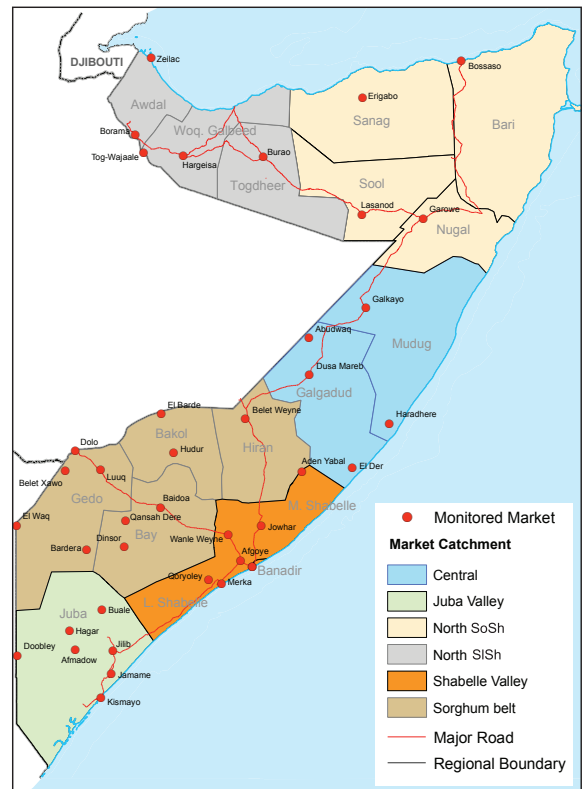 DJIBOUTI
Zeilac
Bossaso
Awdal
Erigabo
Sanag
Bari
Borama
Woq. Galbeed
Tog-Wajaale
Hargeisa
Burao
Togdheer
Sool
Lasanod
Garowe
Nugal
Galkayo
Abudwaq
Mudug
Dusa Mareb
Galgadud
El Barde
Belet Weyne
Haradhere
Bakol
Dolo
Hudur
Hiran
Aden Yabal
El Der
Belet Xawo
Luuq
Gedo
Baidoa
M. Shabelle
El Waq
Qansah Dere
Jowhar
Bay
Wanle Weyne
Dinsor
Bardera
Afgoye
Banadir
Qoryoley
Merka
L. Shabelle
Juba
Buale
Hagar
Doobley
Jilib
Afmadow
Jamame
Kismayo
Monitored Market
Market Catchment
Central
Juba Valley
North SoSh
North SlSh
Shabelle Valley
Sorghum belt
Major Road
Regional Boundary